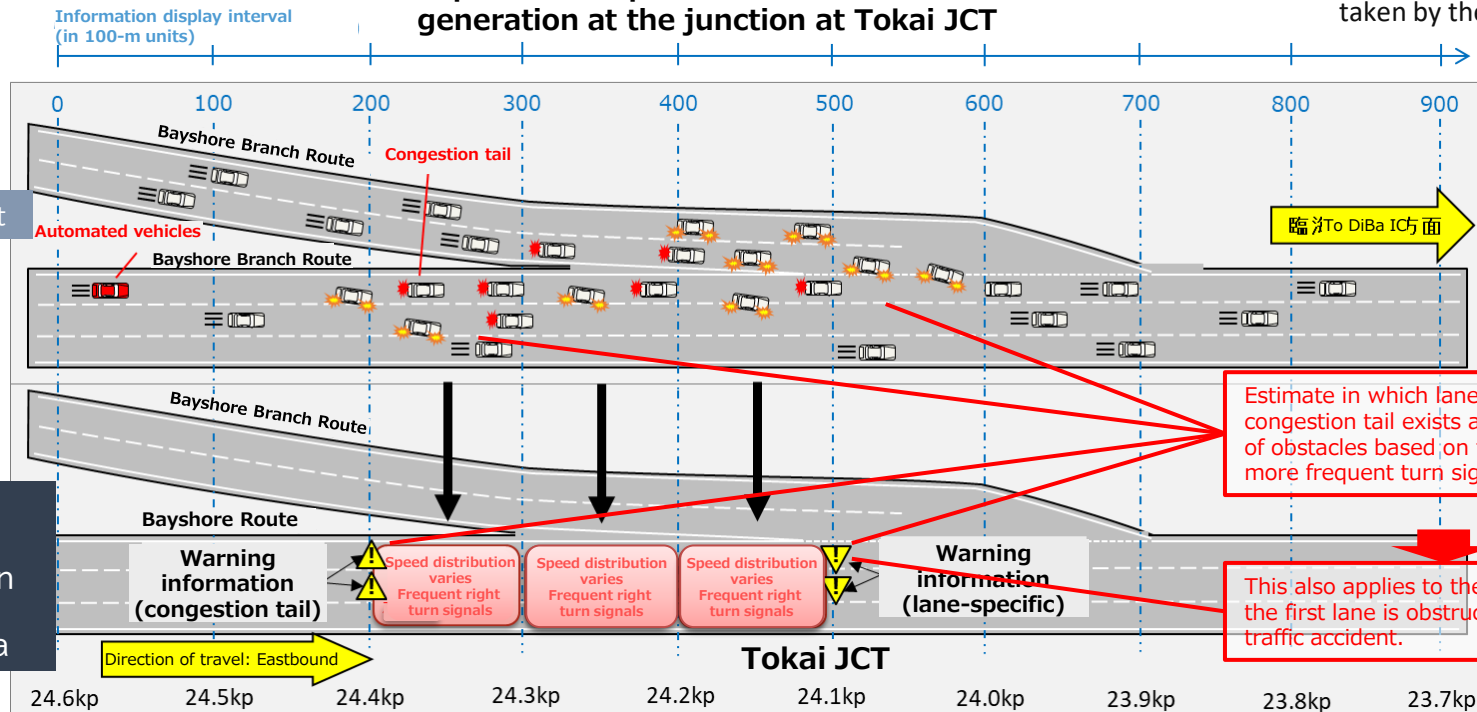 generation at the junction at Tokai JCT
taken by the
Information display interval
(in 100-m units)
0 100 200 300 400 500 600 700 800 900
Bayshore Branch Route
Congestion tail
Automated vehicles
Bayshore Branch Route
To DiBa IC方面
Estimate in which lane
congestion tail exists a
of obstacles based on
more frequent turn sig
Bayshore Branch Route
Bayshore Route
Warning
information
(congestion tail)
Speed distribution
varies
Frequent right
turn signals
Speed distribution
varies
Frequent right
turn signals
Speed distribution
varies
Frequent right
turn signals
Warning
information
(lane-specific)
This also applies to the
the first lane is obstruc
traffic accident.
n
a
t
Direction of travel: Eastbound
Tokai JCT
24.6kp 24.5kp 24.4kp 24.3kp 24.2kp 24.1kp 24.0kp 23.9kp 23.8kp 23.7kp